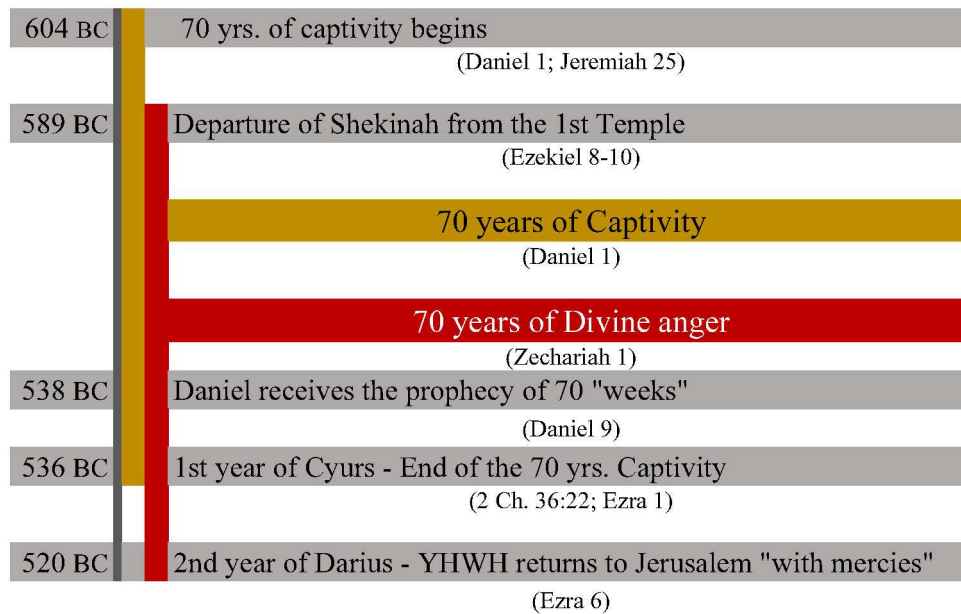 604 BC 70 yrs. of captivity begins
(Daniel 1; Jeremiah 25)
589 BC Departure of Shekinah from the 1st Temple
(Ezekiel 8-10)
70 years of Captivity
(Daniel 1)
70 years of Divine anger
(Zechariah 1)
538 BC Daniel receives the prophecy of 70 "weeks"
(Daniel 9)
536 BC 1st year of Cyurs - End of the 70 yrs. Captivity
(2 Ch. 36:22; Ezra 1)
520 BC 2nd year of Darius - YHWH returns to Jerusalem "with mercies"
(Ezra 6)